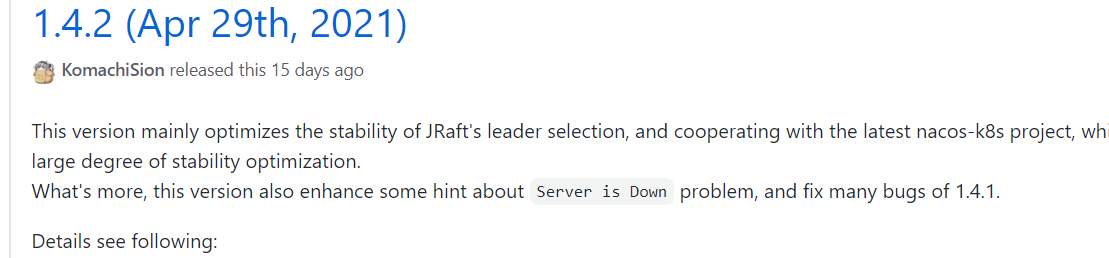 1.4.2 (Apr 29th, 2021)
KomachiSion released this 15 days ago
This version mainly optimizes the stability of JRaft's leader selection, and cooperating with the latest nacos-k8s project,
large degree of stability optimization.
What's more, this version also enhance some hint about Server is Down problem, and fix many bugs of 1.4.1.
Details see following: